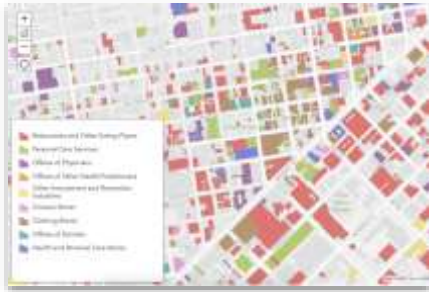 Restaurants and Other Eating Places
Personal Care Services
Offices of Physicians
Offices of Other Health Practitioners
Other Amusement and Recreation
Industries
Grocery Stores
Clothing Stores
Offices of Dentists
Health and Personal Care Stores